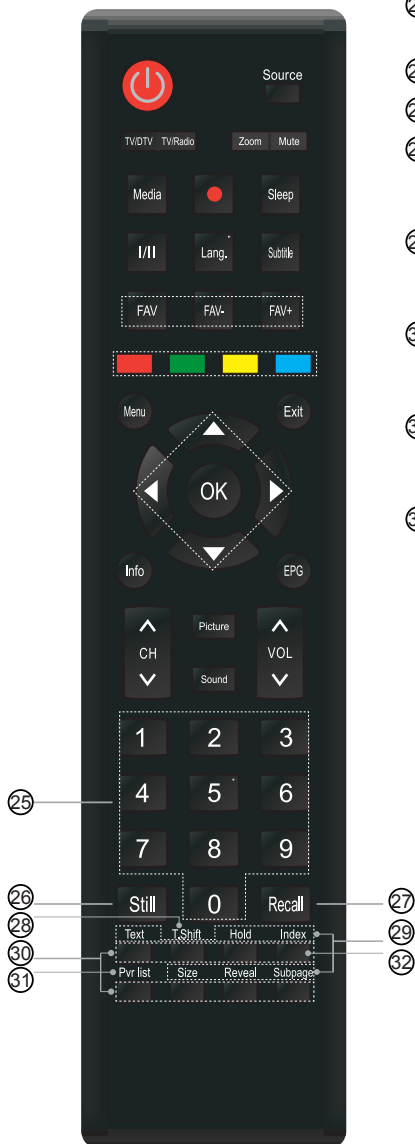 Source
TV/DTV TV/Radio Zoom Mute
Media Sleep
I/II Lang. Subtitle
FAV FAV- FAV+
Menu Exit
OK
Info EPG
CH Picture VOL
Sound
1 2 3
25 4 5 6
7 8 9
26 Still 0 Recall 27
28 Text T.Shift Hold Index 29
30 32
31 Pvr list Size Reveal Subpage